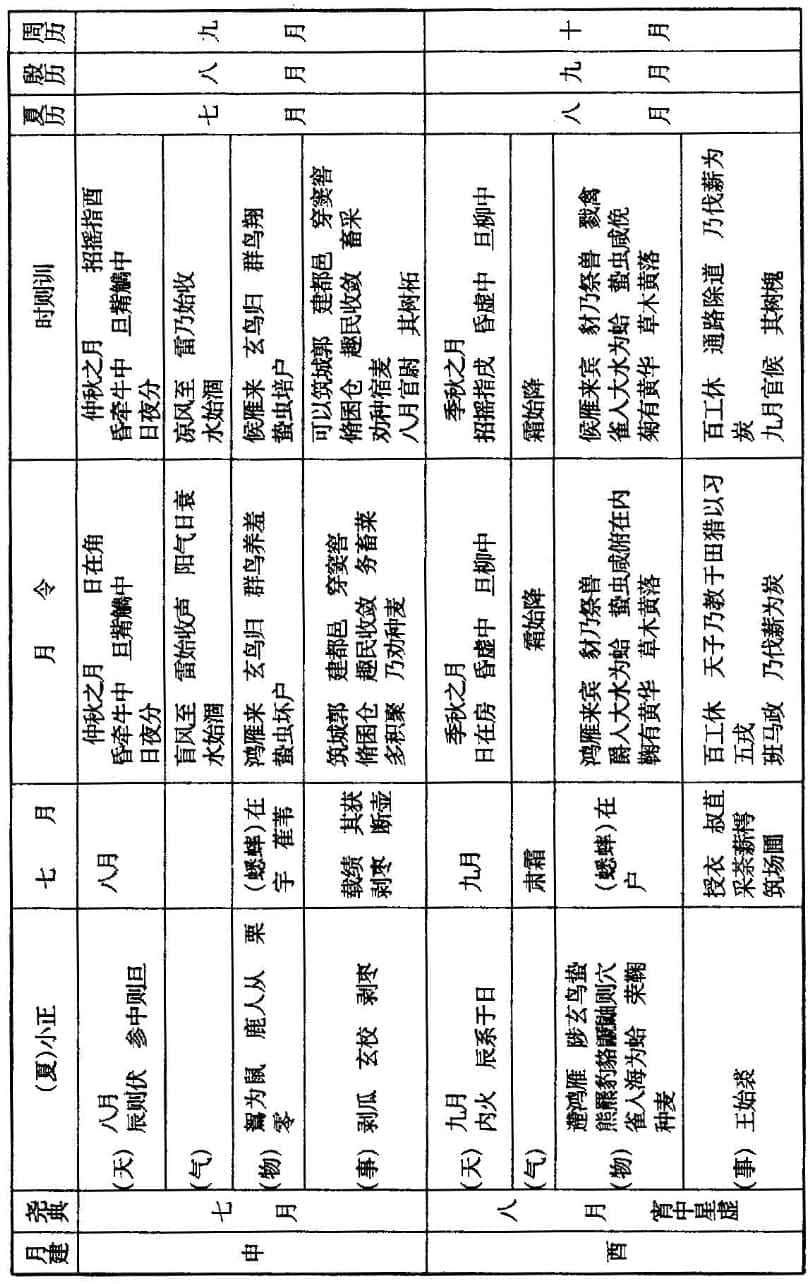 月建
尧典
(夏)小正
七 月
月 令
时则训
夏历
殷历
周历
申
七 月
(天)
八月
辰则伏 参中则旦
八月
仲秋之月 日在角
昏牵牛中 旦觜觿中
日夜分
仲秋之月 招摇指酉
昏牵牛中 旦觜觿中
日夜分
七 月
八 月
九 月
(气)
盲风至 雷始收声 阳气日衰
水始涸
凉风至 雷乃始收
水始涸
(物)
鴽为鼠 鹿人从 栗
零
(蟋蟀)在
宇 萑苇
鸿雁来 玄鸟归 群鸟养羞
蛰虫坏户
候雁来 玄鸟归 群鸟翔
蛰虫培户
(事)
剥瓜 玄校 剥枣
载绩 其获
剥枣 断壶
筑城郭 建都邑 穿窦窖
脩囷仓 趣民收敛 务畜菜
多积聚 乃劝种麦
可以筑城郭 建都邑 穿窦窖
脩囷仓 趣民收敛 畜采
劝种宿麦
八月官尉 其树柘
酉
八 月 宵中星虚
(天)
九月
内火 辰系于日
九月
季秋之月
日在房 昏虚中 旦柳中
季秋之月
招摇指戌 昏虚中 旦柳中
八 月
九 月
十 月
(气)
肃霜
霜始降
霜始降
(物)
遰鸿雁 陟玄鸟蛰
熊罴豹貉鼶鼬则穴
雀人海为蛤 荣鞠
种麦
(蟋蟀)在
户
鸿雁来宾 豺乃祭兽
爵人大水为蛤 蛰虫咸俯在内
鞠有黄华 草木黄落
候雁来宾 豺乃祭兽 戮禽
雀人大水为蛤 蛰虫咸俛
菊有黄华 草木黄落
(事)
王始裘
授衣 叔苴
采荼薪樗
筑场圃
百工休 天子乃教于田猎以习
五戎
班马政 乃伐薪为炭
百工休 通路除道 乃伐薪为
炭
九月官候 其树槐